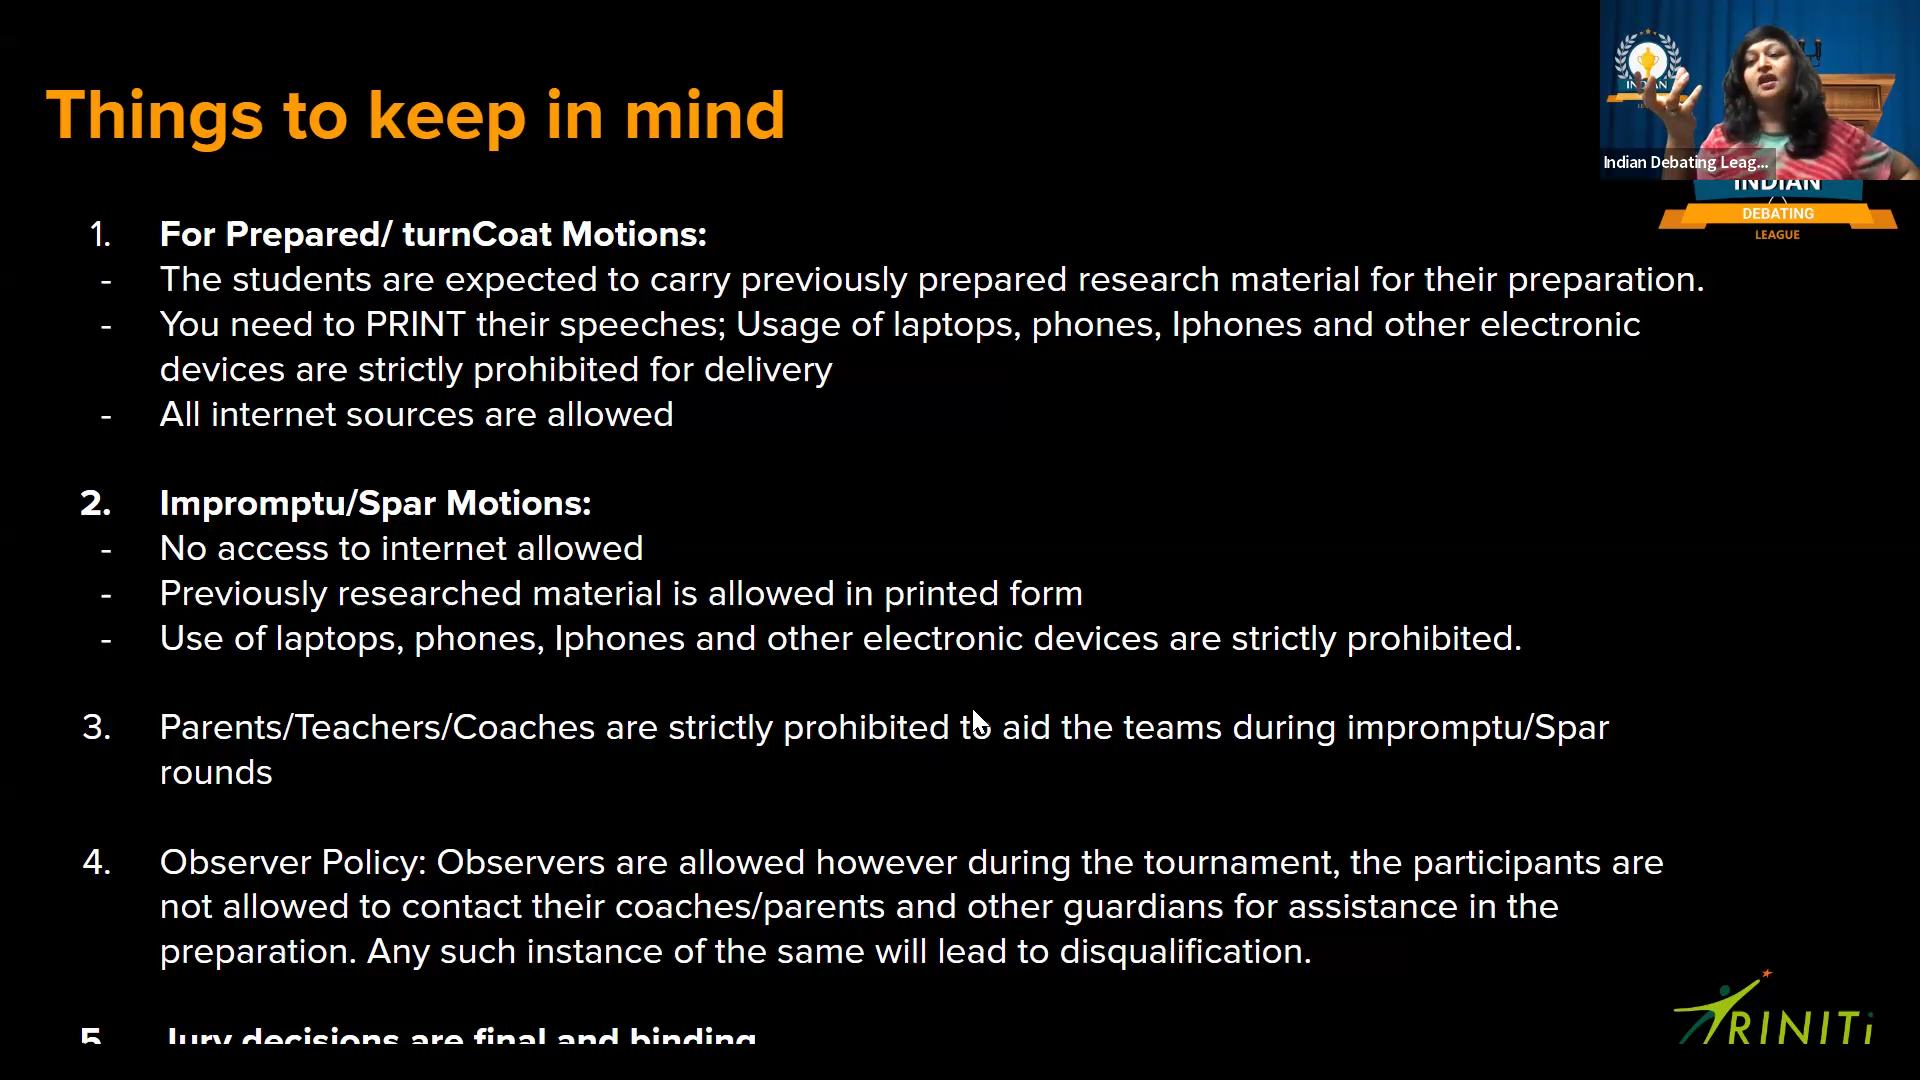 Things to keep in mind
INDIAN
Indian Debating Leag...
INDIAN
DEBATING
LEAGUE
1. For Prepared/ turnCoat Motions:
- The students are expected to carry previously prepared research material for their preparation.
- You need to PRINT their speeches; Usage of laptops, phones, Iphones and other electronic
devices are strictly prohibited for delivery
- All internet sources are allowed
2. Impromptu/Spar Motions:
- No access to internet allowed
- Previously researched material is allowed in printed form
- Use of laptops, phones, Iphones and other electronic devices are strictly prohibited.
3. Parents/Teachers/Coaches are strictly prohibited to aid the teams during impromptu/Spar
rounds
4. Observer Policy: Observers are allowed however during the tournament, the participants are
not allowed to contact their coaches/parents and other guardians for assistance in the
preparation. Any such instance of the same will lead to disqualification.
5 Jury decisions are final and binding
TRINITi